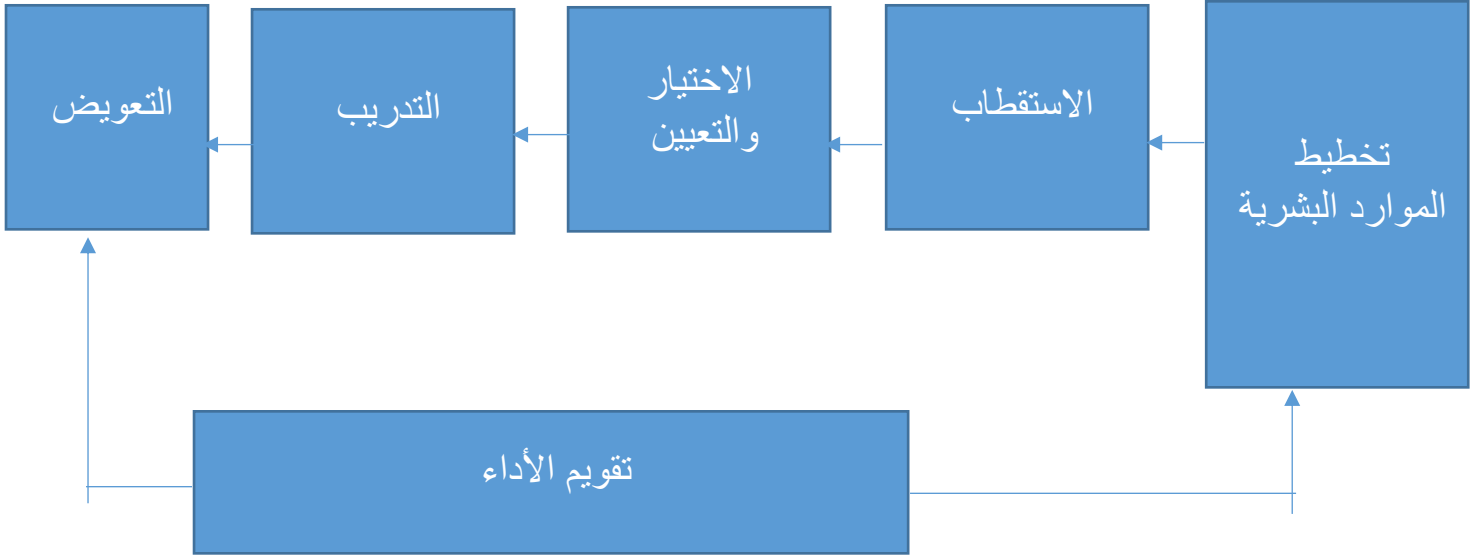 تخطيط
الموارد البشرية
الاستقطاب
الاختيار
والتعيين
التدريب
التعويض
تقويم الأداء